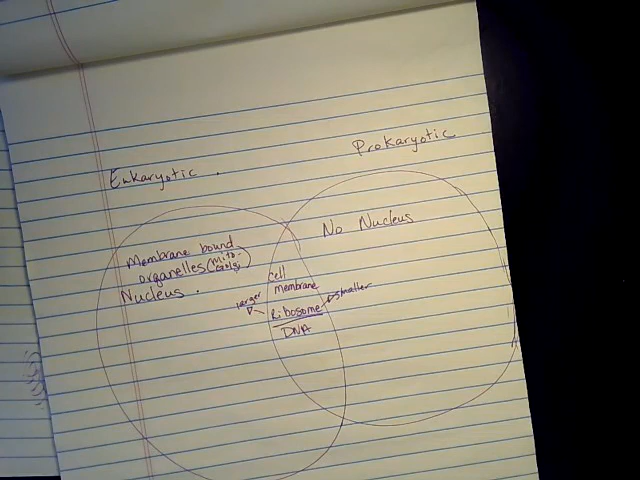 Prokaryotic
Eukaryotic
No Nucleus
Membrane bound
organelles (mito-
golgi)
Nucleus
cell
membrane
larger
smaller
Ribosome
DNA